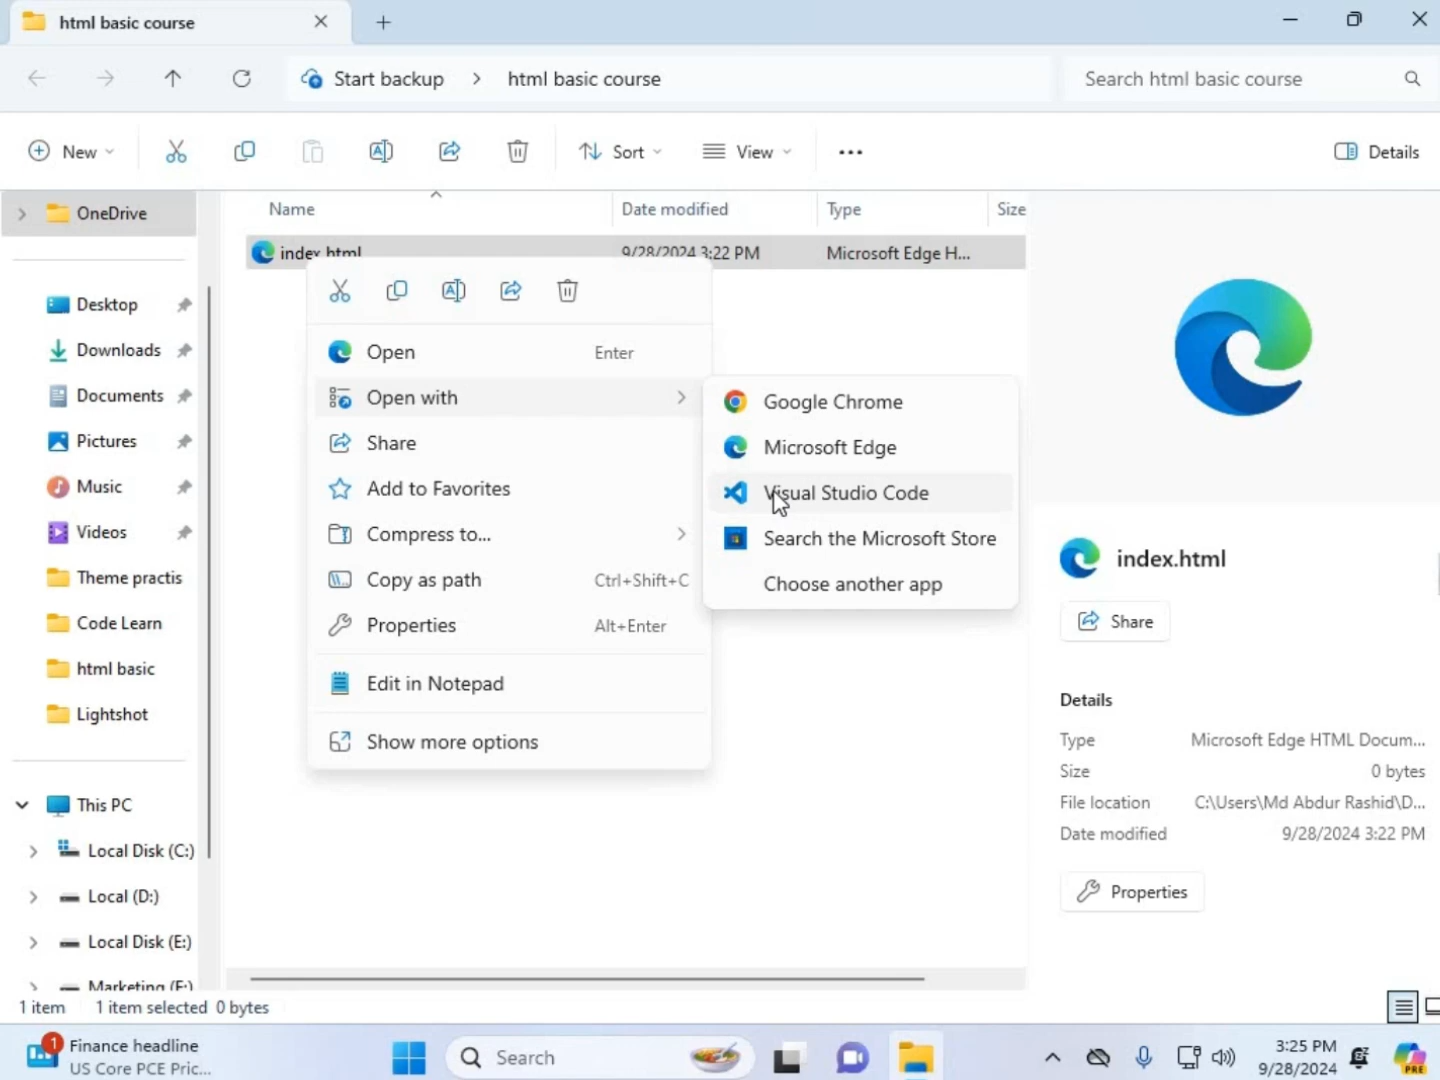 html basic course
Start backup
html basic course
Search html basic course
New
Sort
View
Details
OneDrive
Desktop
Downloads
Documents
Pictures
Music
Videos
Theme practis
Code Learn
html basic
Lightshot
This PC
Local Disk (C:)
Local (D:)
Local Disk (E:)
Marketing (F:)
Name
Date modified
Type
Size
index.html
9/28/2024 3:22 PM
Microsoft Edge H...
Open
Enter
Open with
Share
Add to Favorites
Compress to...
Copy as path
Ctrl+Shift+C
Properties
Alt+Enter
Edit in Notepad
Show more options
Google Chrome
Microsoft Edge
Visual Studio Code
Search the Microsoft Store
Choose another app
index.html
Share
Details
Type
Microsoft Edge HTML Docum...
Size
0 bytes
File location
C:\Users\Md Abdur Rashid\D...
Date modified
9/28/2024 3:22 PM
Properties
1 item
1 item selected 0 bytes
1
Finance headline
US Core PCE Pric...
Search
3:25 PM
9/28/2024
PRE